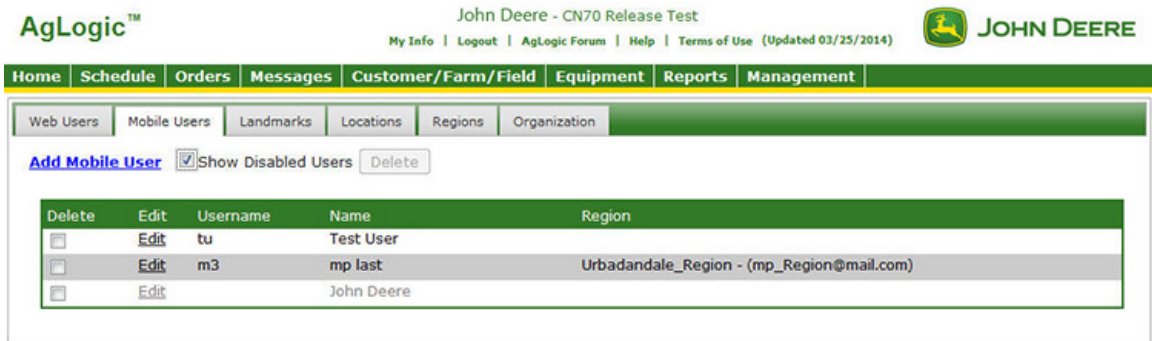 AgLogic™
John Deere - CN70 Release Test
My Info | Logout | AgLogic Forum | Help | Terms of Use (Updated 03/25/2014)
JOHN DEERE
Home Schedule Orders Messages Customer/Farm/Field Equipment Reports Management
Web Users Mobile Users Landmarks Locations Regions Organization
Add Mobile User Show Disabled Users Delete
Delete Edit Username Name Region
Edit tu Test User
Edit m3 mp last Urbadandale_Region - (mp_Region@mail.com)
Edit John Deere